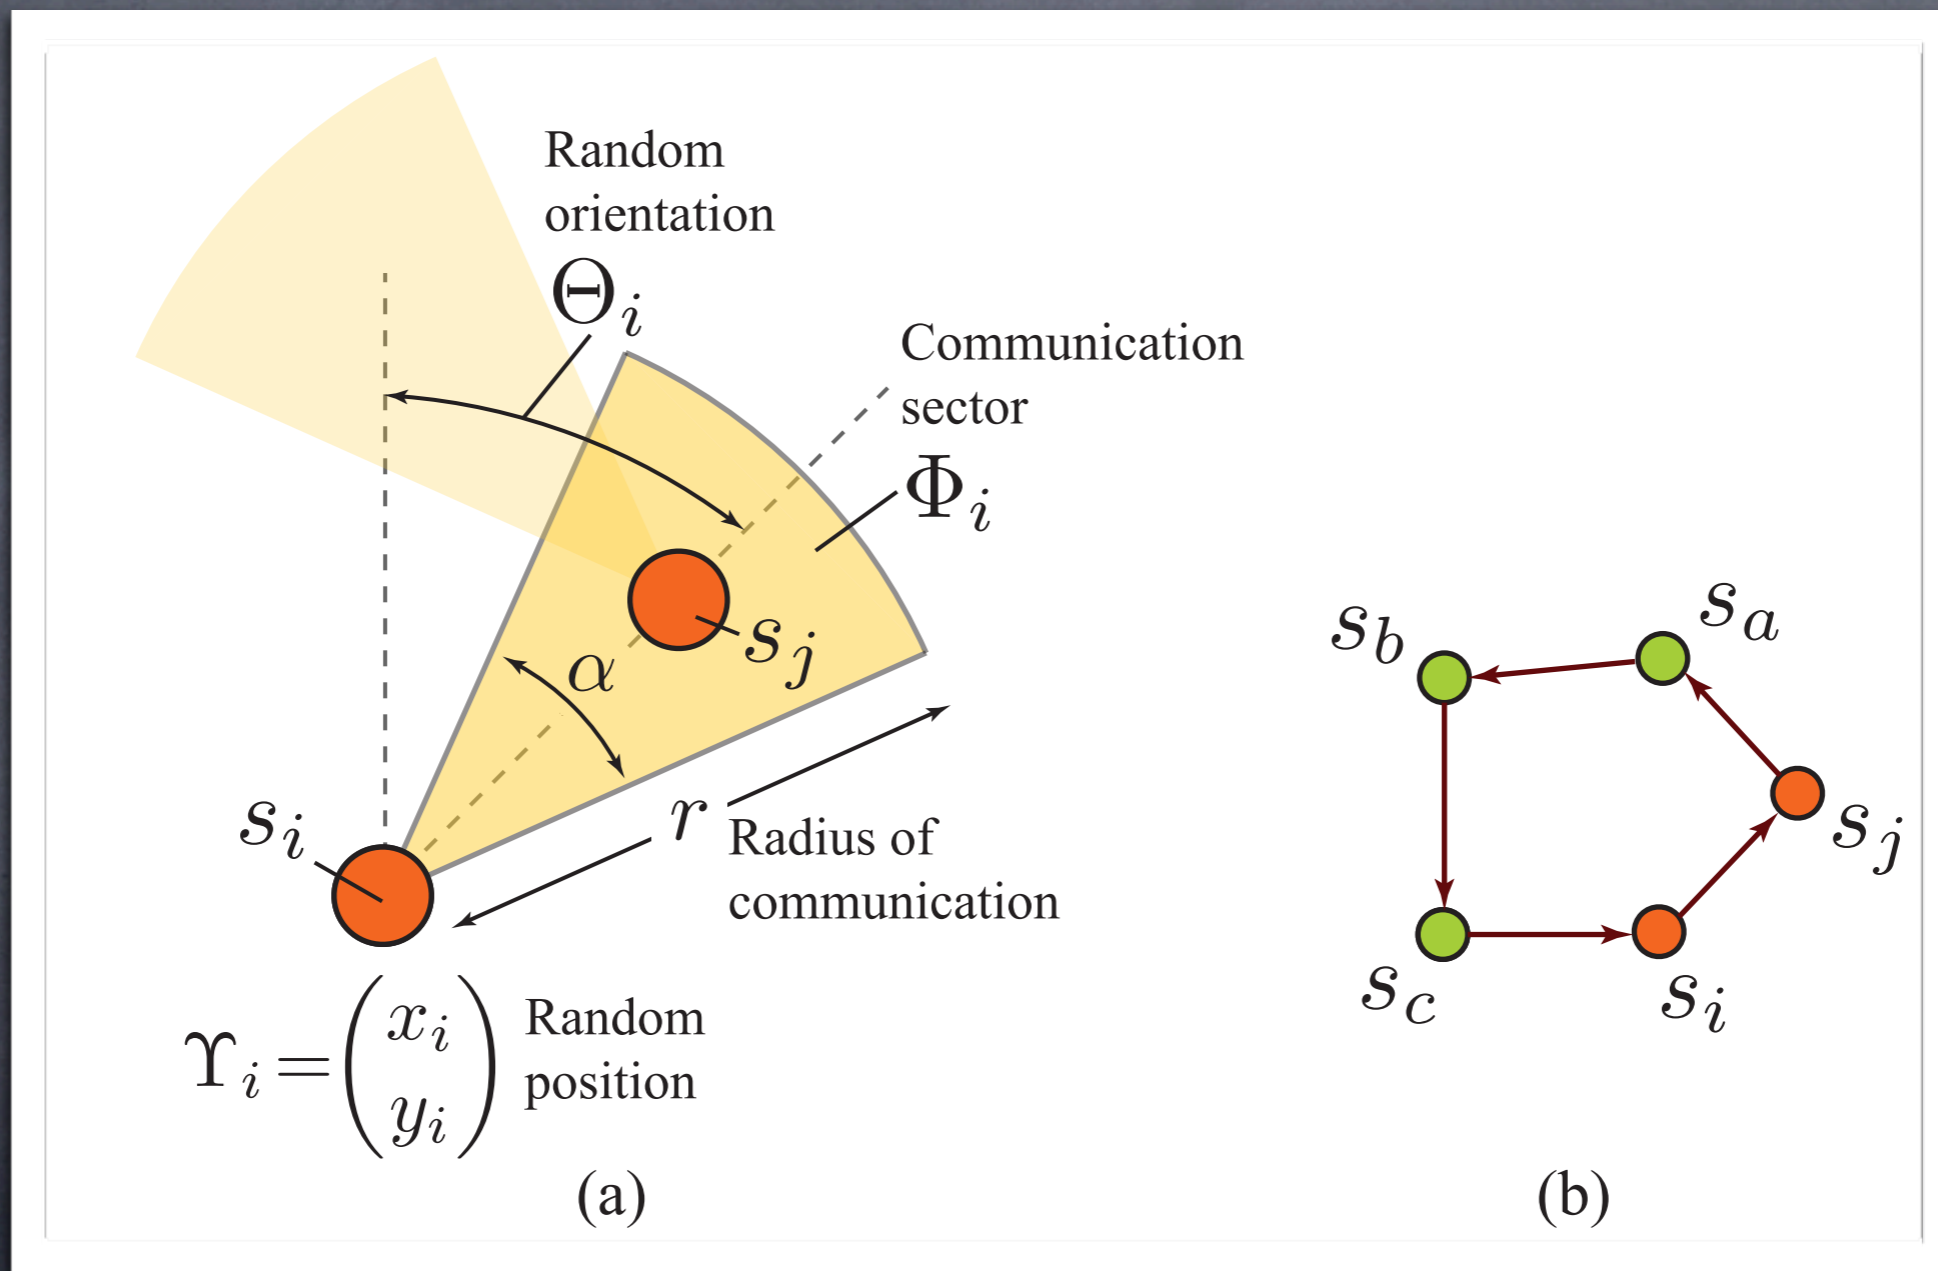 Random
orientation
Θi
Communication
sector
Φi
α
sj
si
r
Radius of
communication
ϒi = (xi
yi)
Random
position
(a)
sb
sa
sj
sc
si
(b)